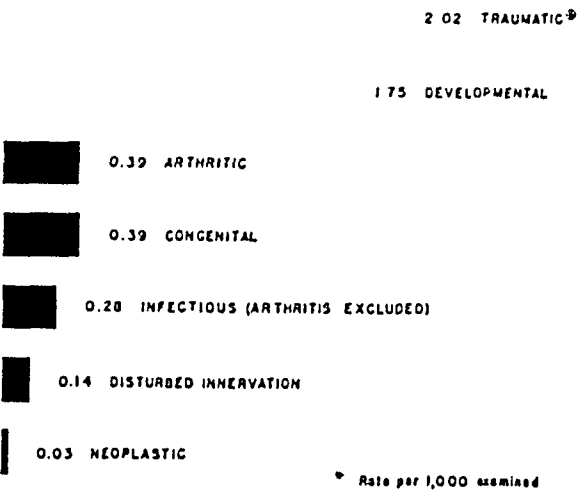 2.02 TRAUMATIC*
1.75 DEVELOPMENTAL
0.39 ARTHRITIC
0.39 CONGENITAL
0.28 INFECTIOUS (ARTHRITIS EXCLUDED)
0.14 DISTURBED INNERVATION
0.03 NEOPLASTIC
* Rate per 1,000 examined